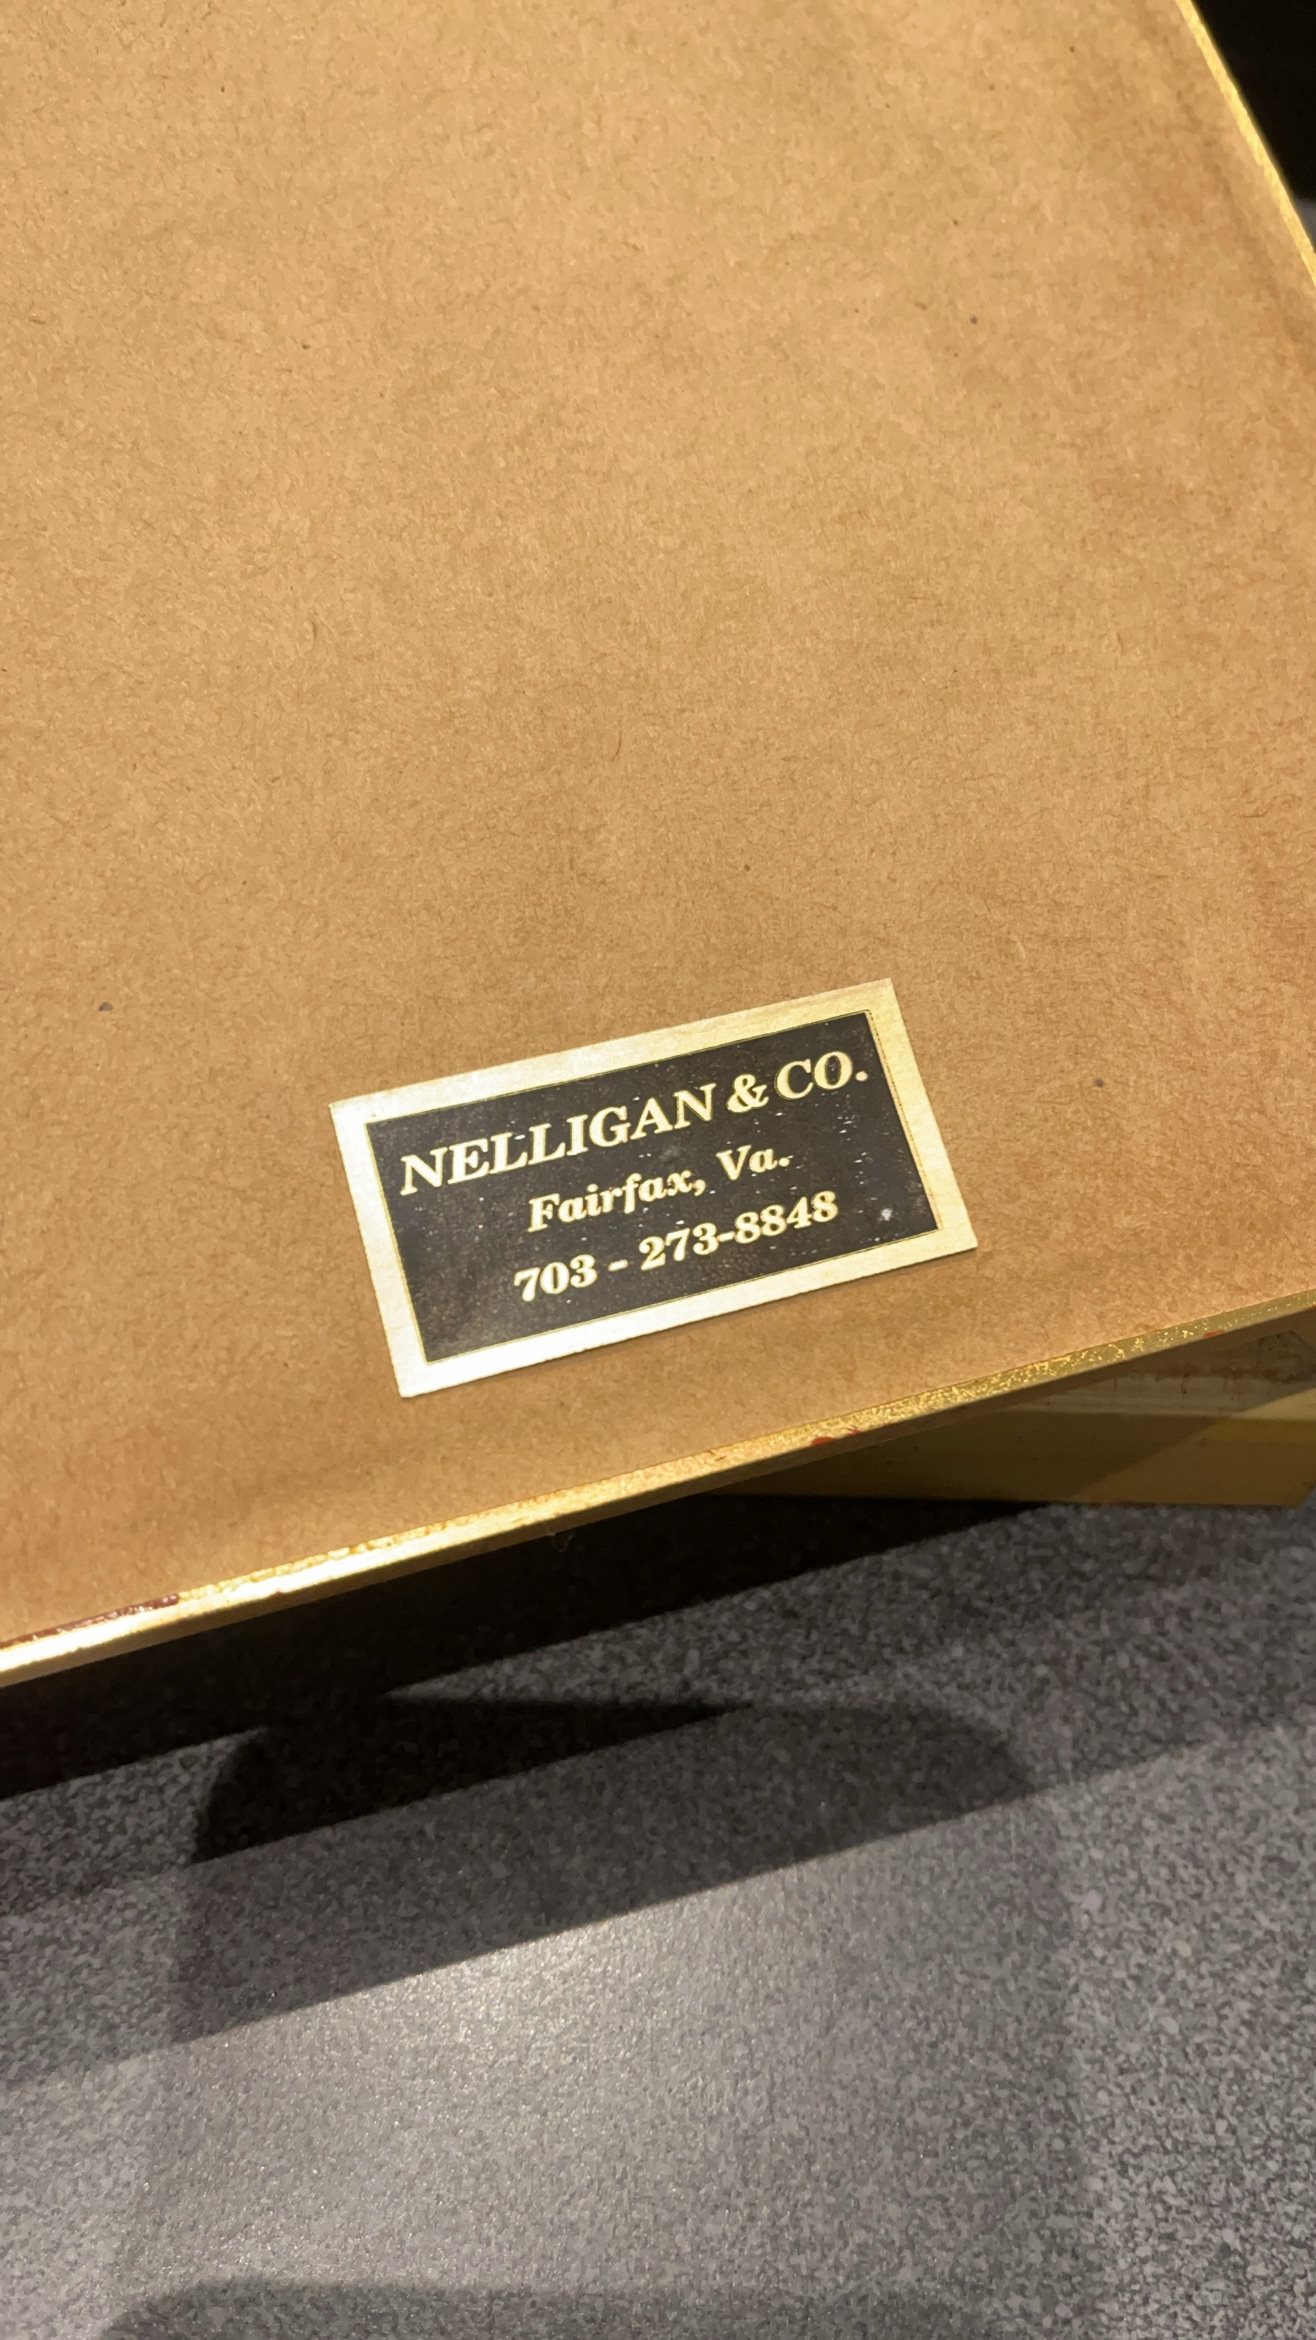 NELLIGAN & CO.
Fairfax, Va.
703 - 273-8848